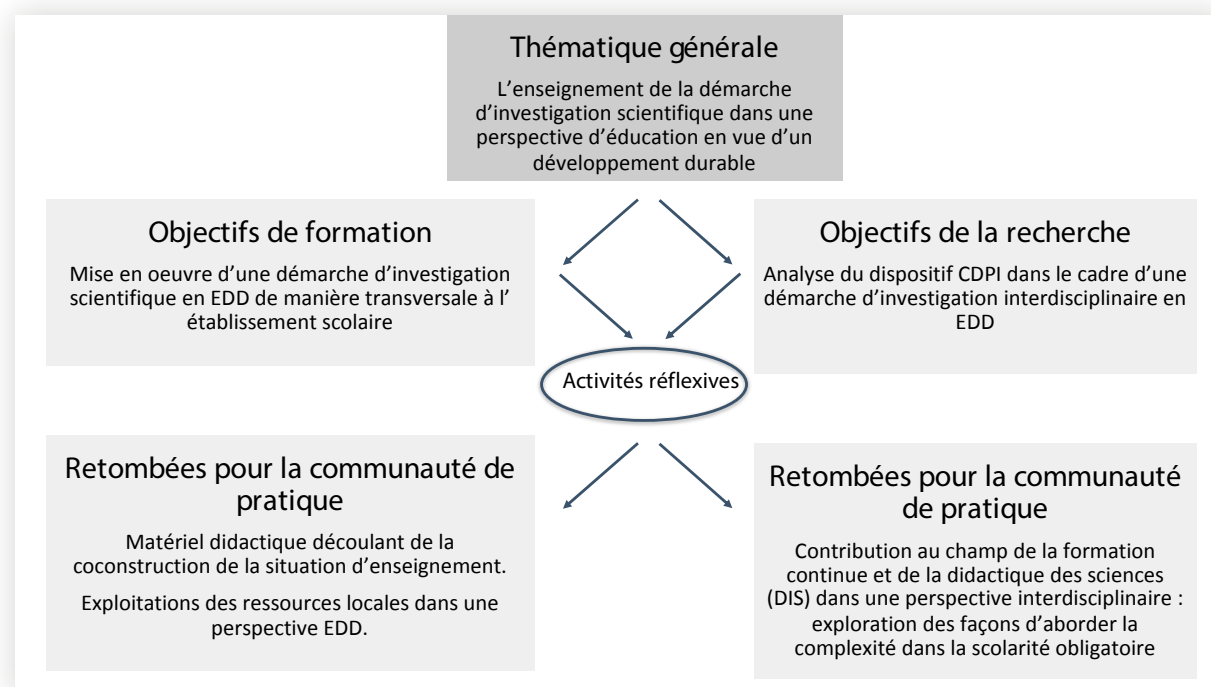 Thématique générale
L’enseignement de la démarche
d’investigation scientifique dans une
perspective d’éducation en vue d’un
développement durable
Objectifs de formation
Mise en oeuvre d’une démarche d’investigation
scientifique en EDD de manière transversale à l’
établissement scolaire
Objectifs de la recherche
Analyse du dispositif CDPI dans le cadre d’une
démarche d’investigation interdisciplinaire en
EDD
Activités réflexives
Retombées pour la communauté de
pratique
Matériel didactique découlant de la
coconstruction de la situation d’enseignement.
Exploitations des ressources locales dans une
perspective EDD.
Retombées pour la communauté
de pratique
Contribution au champ de la formation
continue et de la didactique des sciences
(DIS) dans une perspective interdisciplinaire :
exploration des façons d’aborder la
complexité dans la scolarité obligatoire